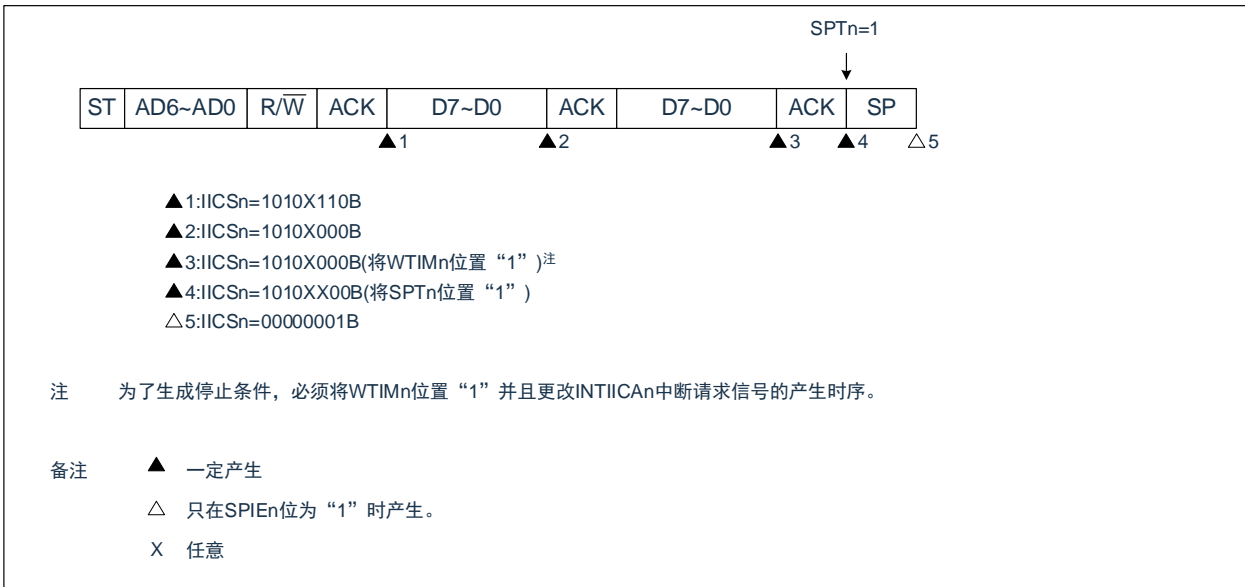 SPTn=1
ST AD6~AD0 R/W̅ ACK D7~D0 ACK D7~D0 ACK SP
▲1 ▲2 ▲3 ▲4 △5
▲1:IICSn=1010X110B
▲2:IICSn=1010X000B
▲3:IICSn=1010X000B(将WTIMn位置“1”)注
▲4:IICSn=1010XX00B(将SPTn位置“1”)
△5:IICSn=00000001B
注 为了生成停止条件，必须将WTIMn位置“1”并且更改INTIICAn中断请求信号的产生时序。
备注 ▲ 一定产生
△ 只在SPIEn位为“1”时产生。
X 任意